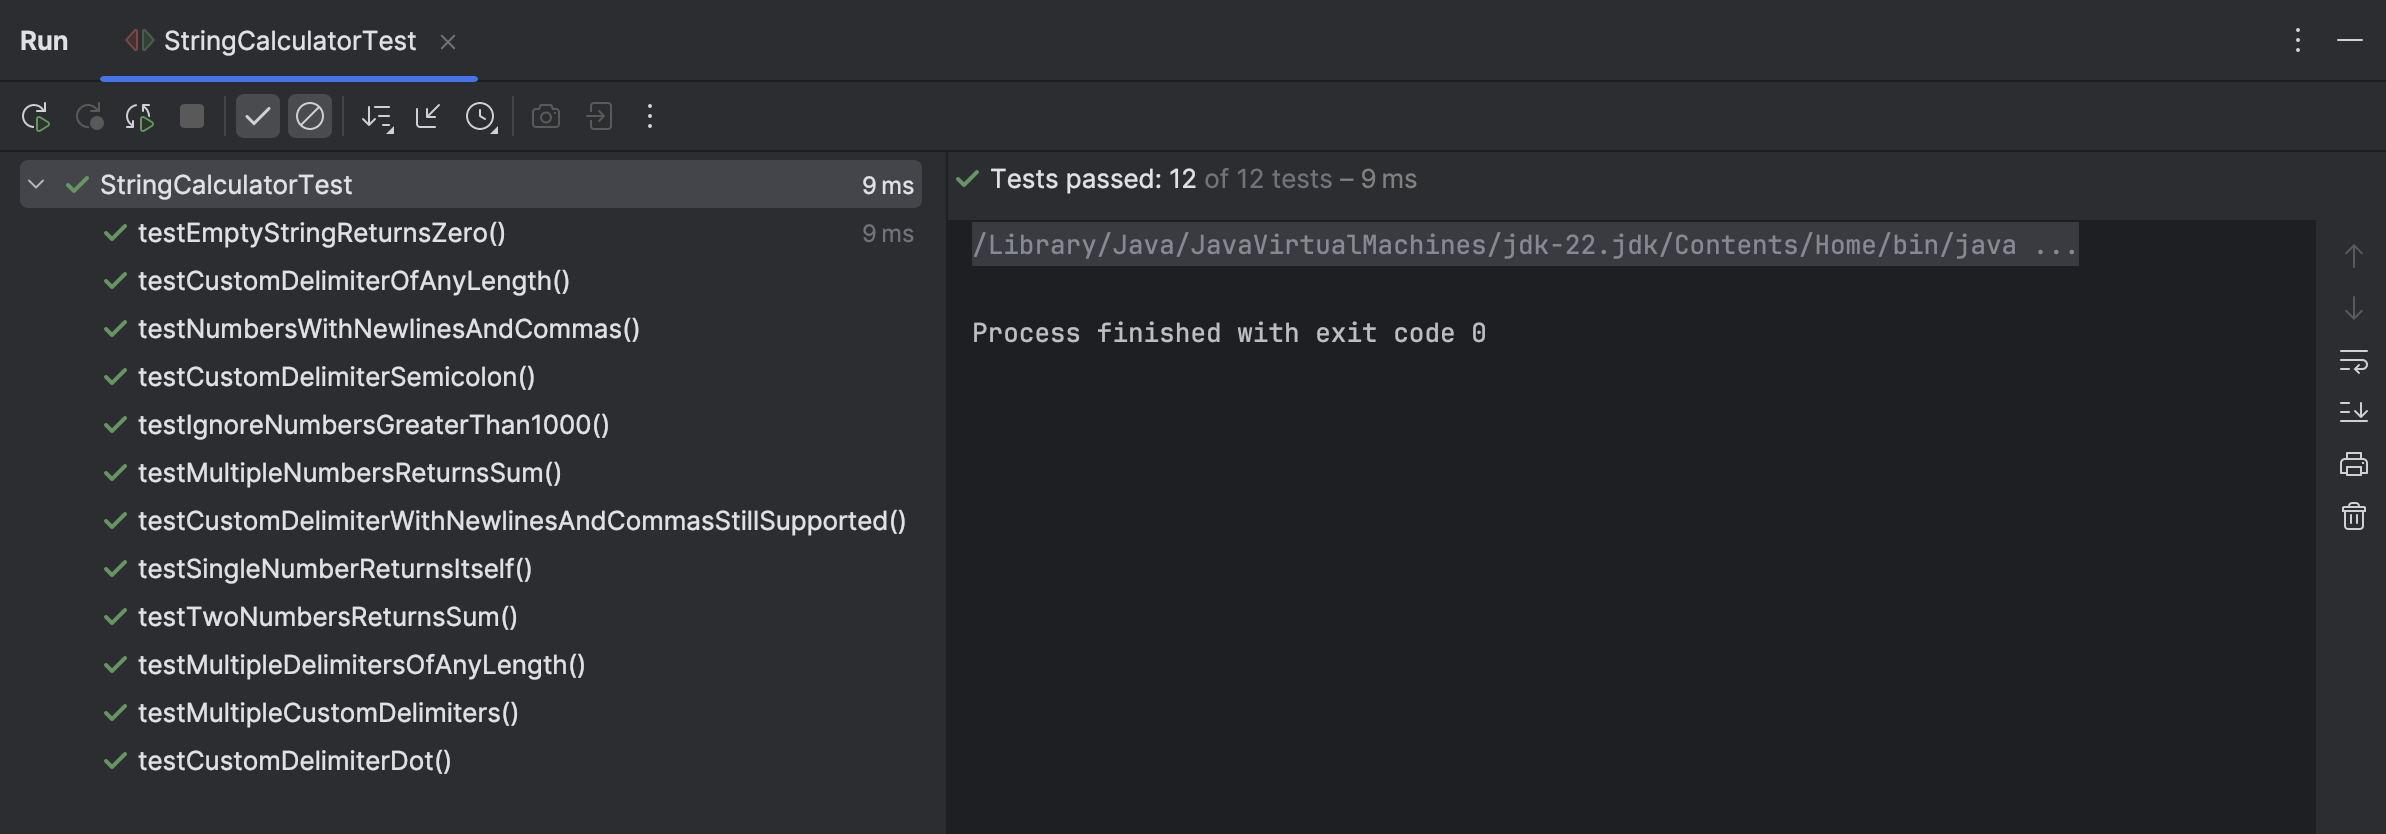 Run StringCalculatorTest
StringCalculatorTest 9 ms
testEmptyStringReturnsZero() 9 ms
testCustomDelimiterOfAnyLength()
testNumbersWithNewlinesAndCommas()
testCustomDelimiterSemicolon()
testIgnoreNumbersGreaterThan1000()
testMultipleNumbersReturnsSum()
testCustomDelimiterWithNewlinesAndCommasStillSupported()
testSingleNumberReturnsItself()
testTwoNumbersReturnsSum()
testMultipleDelimitersOfAnyLength()
testMultipleCustomDelimiters()
testCustomDelimiterDot()
Tests passed: 12 of 12 tests – 9 ms
/Library/Java/JavaVirtualMachines/jdk-22.jdk/Contents/Home/bin/java ...
Process finished with exit code 0